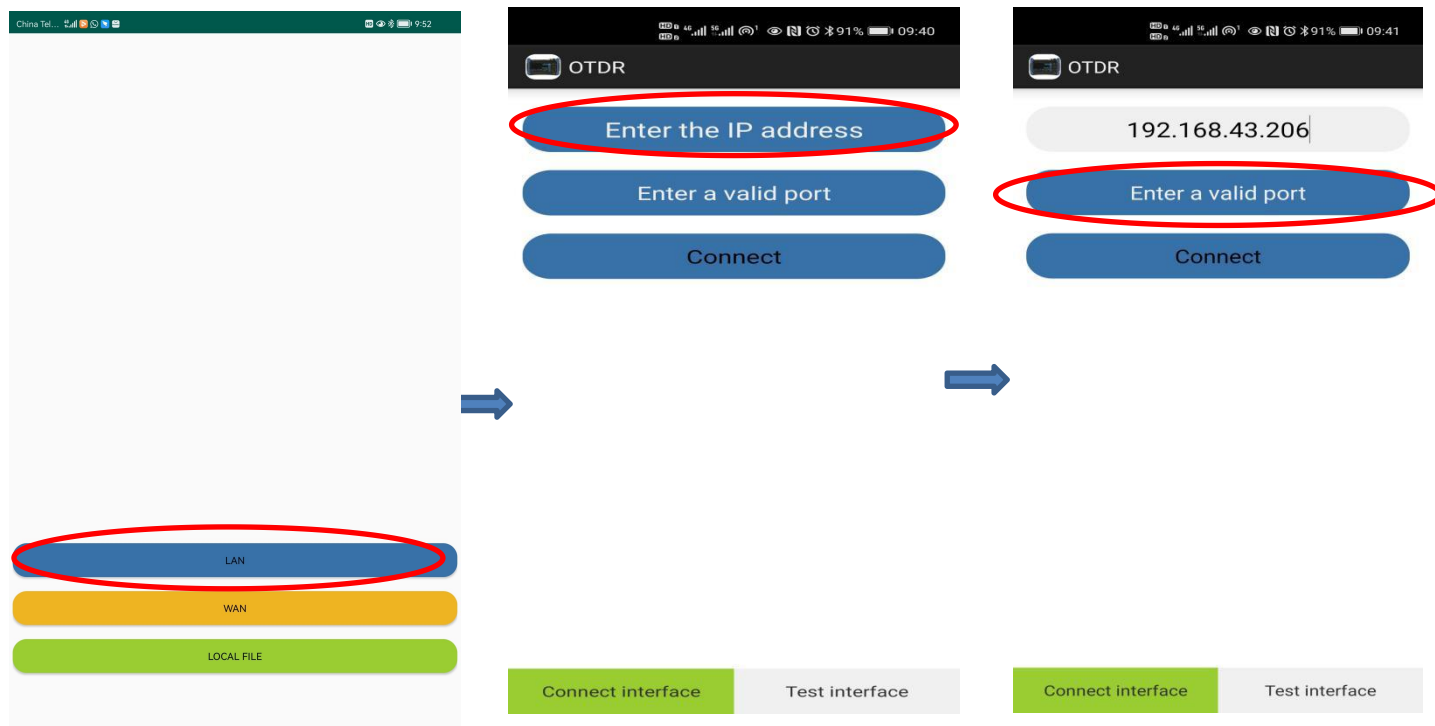 China Tel...
9:52
LAN
WAN
LOCAL FILE
91% 09:40
OTDR
Enter the IP address
Enter a valid port
Connect
Connect interface
Test interface
91% 09:41
OTDR
192.168.43.206
Enter a valid port
Connect
Connect interface
Test interface